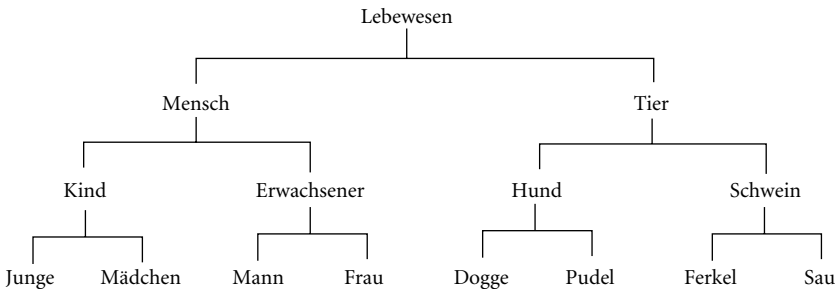 Lebewesen
Mensch Tier
Kind Erwachsener Hund Schwein
Junge Mädchen Mann Frau Dogge Pudel Ferkel Sau